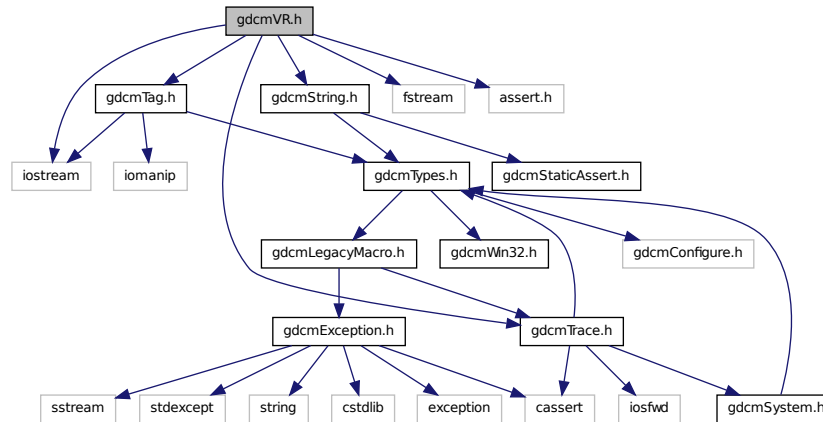 gdcmVR.h
gdcmTag.h
gdcmString.h
fstream
assert.h
iostream
iomanip
gdcmTypes.h
gdcmStaticAssert.h
gdcmLegacyMacro.h
gdcmWin32.h
gdcmConfigure.h
gdcmException.h
gdcmTrace.h
sstream
stdexcept
string
cstdlib
exception
cassert
iosfwd
gdcmSystem.h